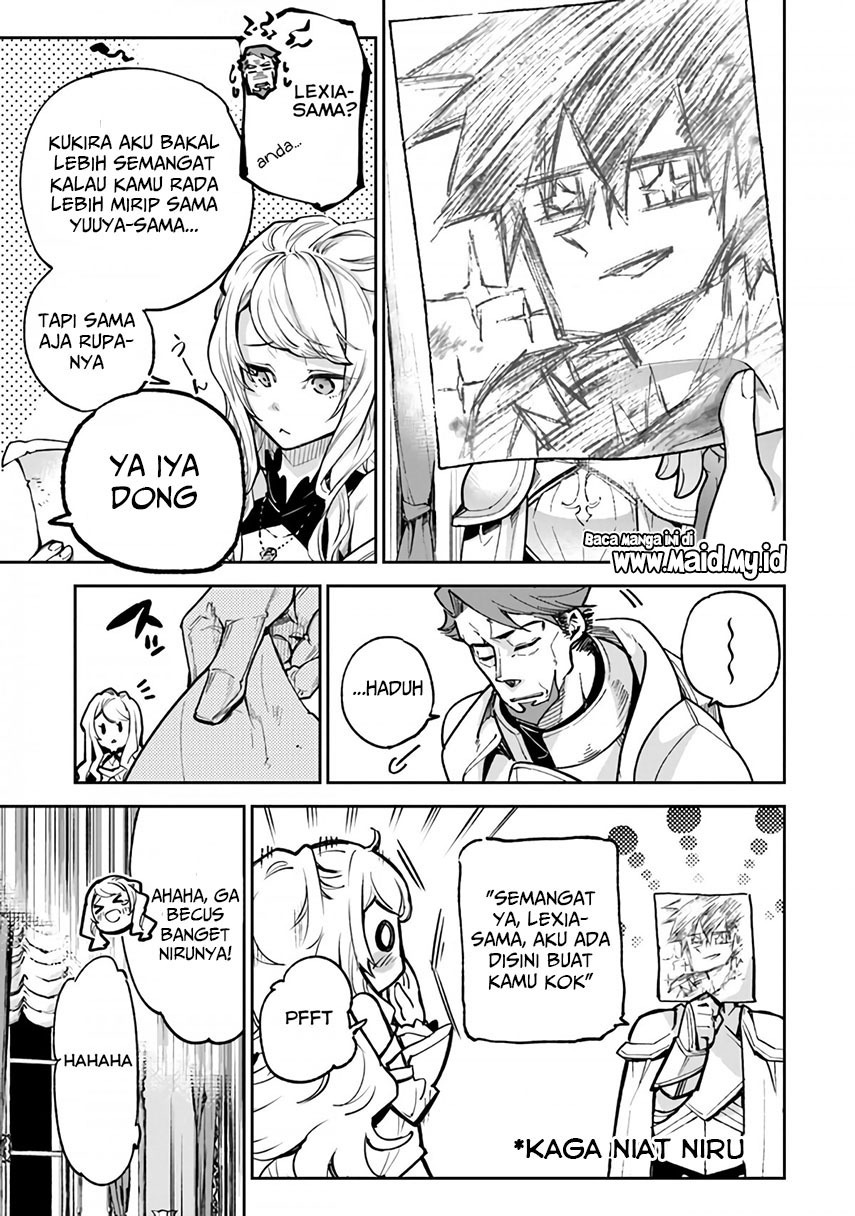 LEXIA-
SAMA?
anda...
KUKIRA AKU BAKAL
LEBIH SEMANGAT
KALAU KAMU RADA
LEBIH MIRIP SAMA
YUUYA-SAMA...
TAPI SAMA
AJA RUPA-
NYA
うーん
YA IYA
DONG
Baca manga ini di
www.Maid.my.id
...HADUH
スッ
"SEMANGAT
YA, LEXIA-
SAMA, AKU ADA
DISINI BUAT
KAMU KOK"
PFFT
*KAGA NIAT NIRU
AHAHA, GA
BECUS
BANGET
NIRUNYA!
HAHAHA